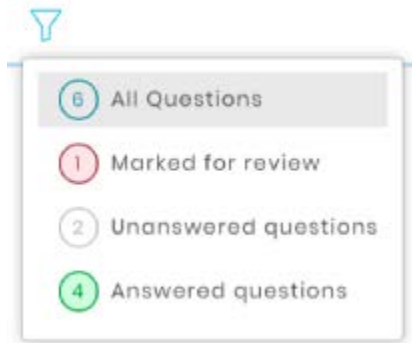 6 All Questions
1 Marked for review
2 Unanswered questions
4 Answered questions